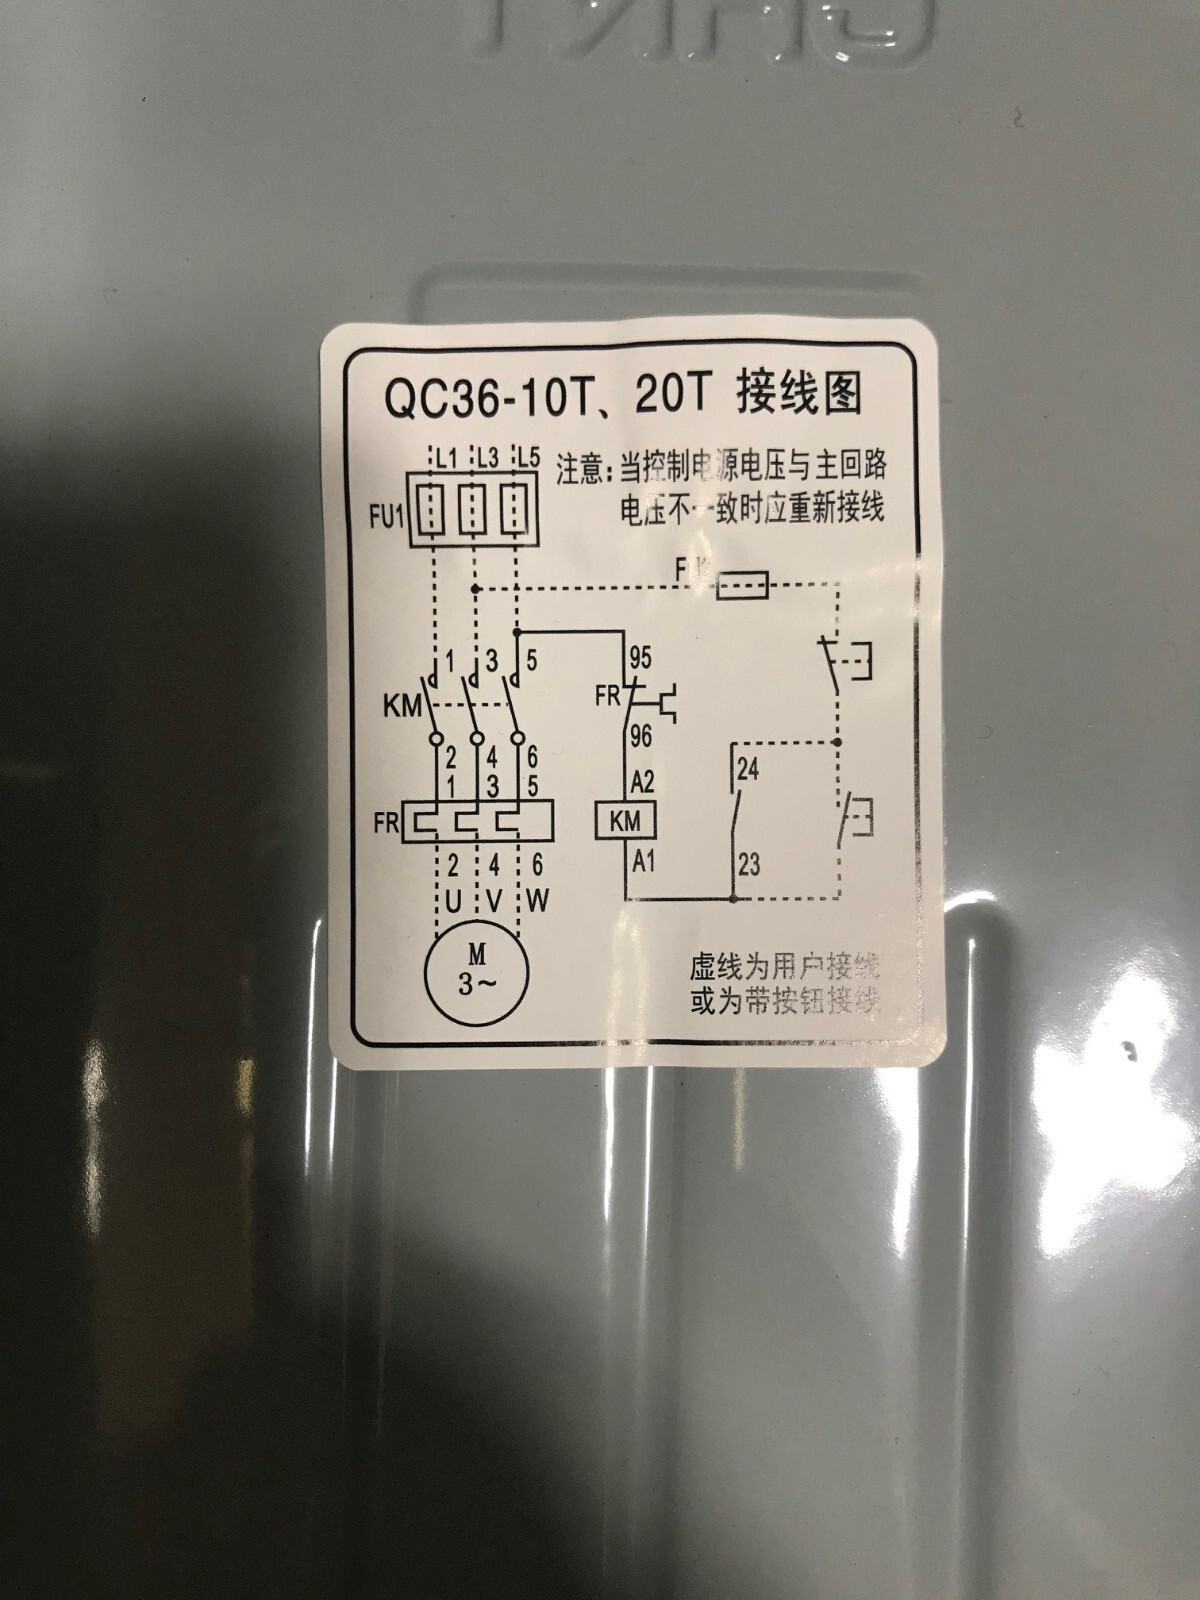 QC36-10T、20T 接线图
L1 L3 L5
注意:当控制电源电压与主回路
电压不一致时应重新接线
FU1
1 3 5
95
KM
FR
96
2 4 6
24
1 3 5
A2
FR
KM
2 4 6
A1
23
U V W
M
3~
虚线为用户接线
或为带按钮接线